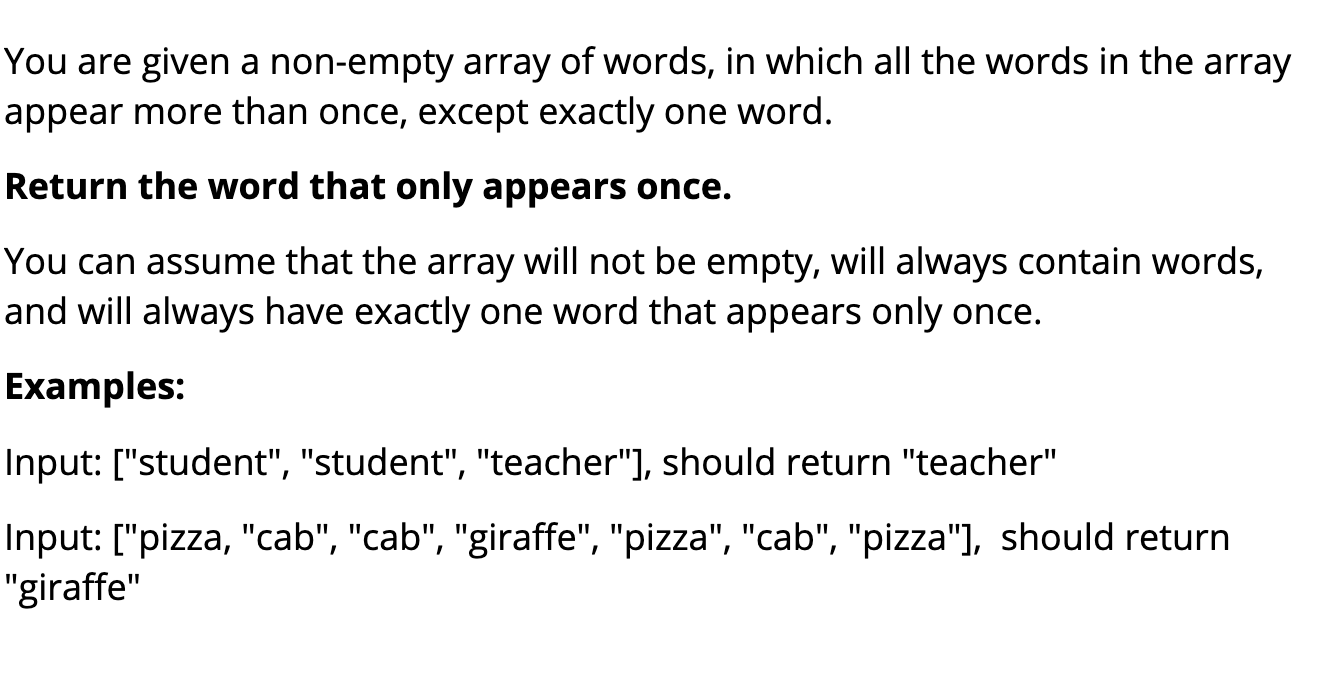 You are given a non-empty array of words, in which all the words in the array
appear more than once, except exactly one word.
Return the word that only appears once.
You can assume that the array will not be empty, will always contain words,
and will always have exactly one word that appears only once.
Examples:
Input: ["student", "student", "teacher"], should return "teacher"
Input: ["pizza, "cab", "cab", "giraffe", "pizza", "cab", "pizza"],  should return
"giraffe"